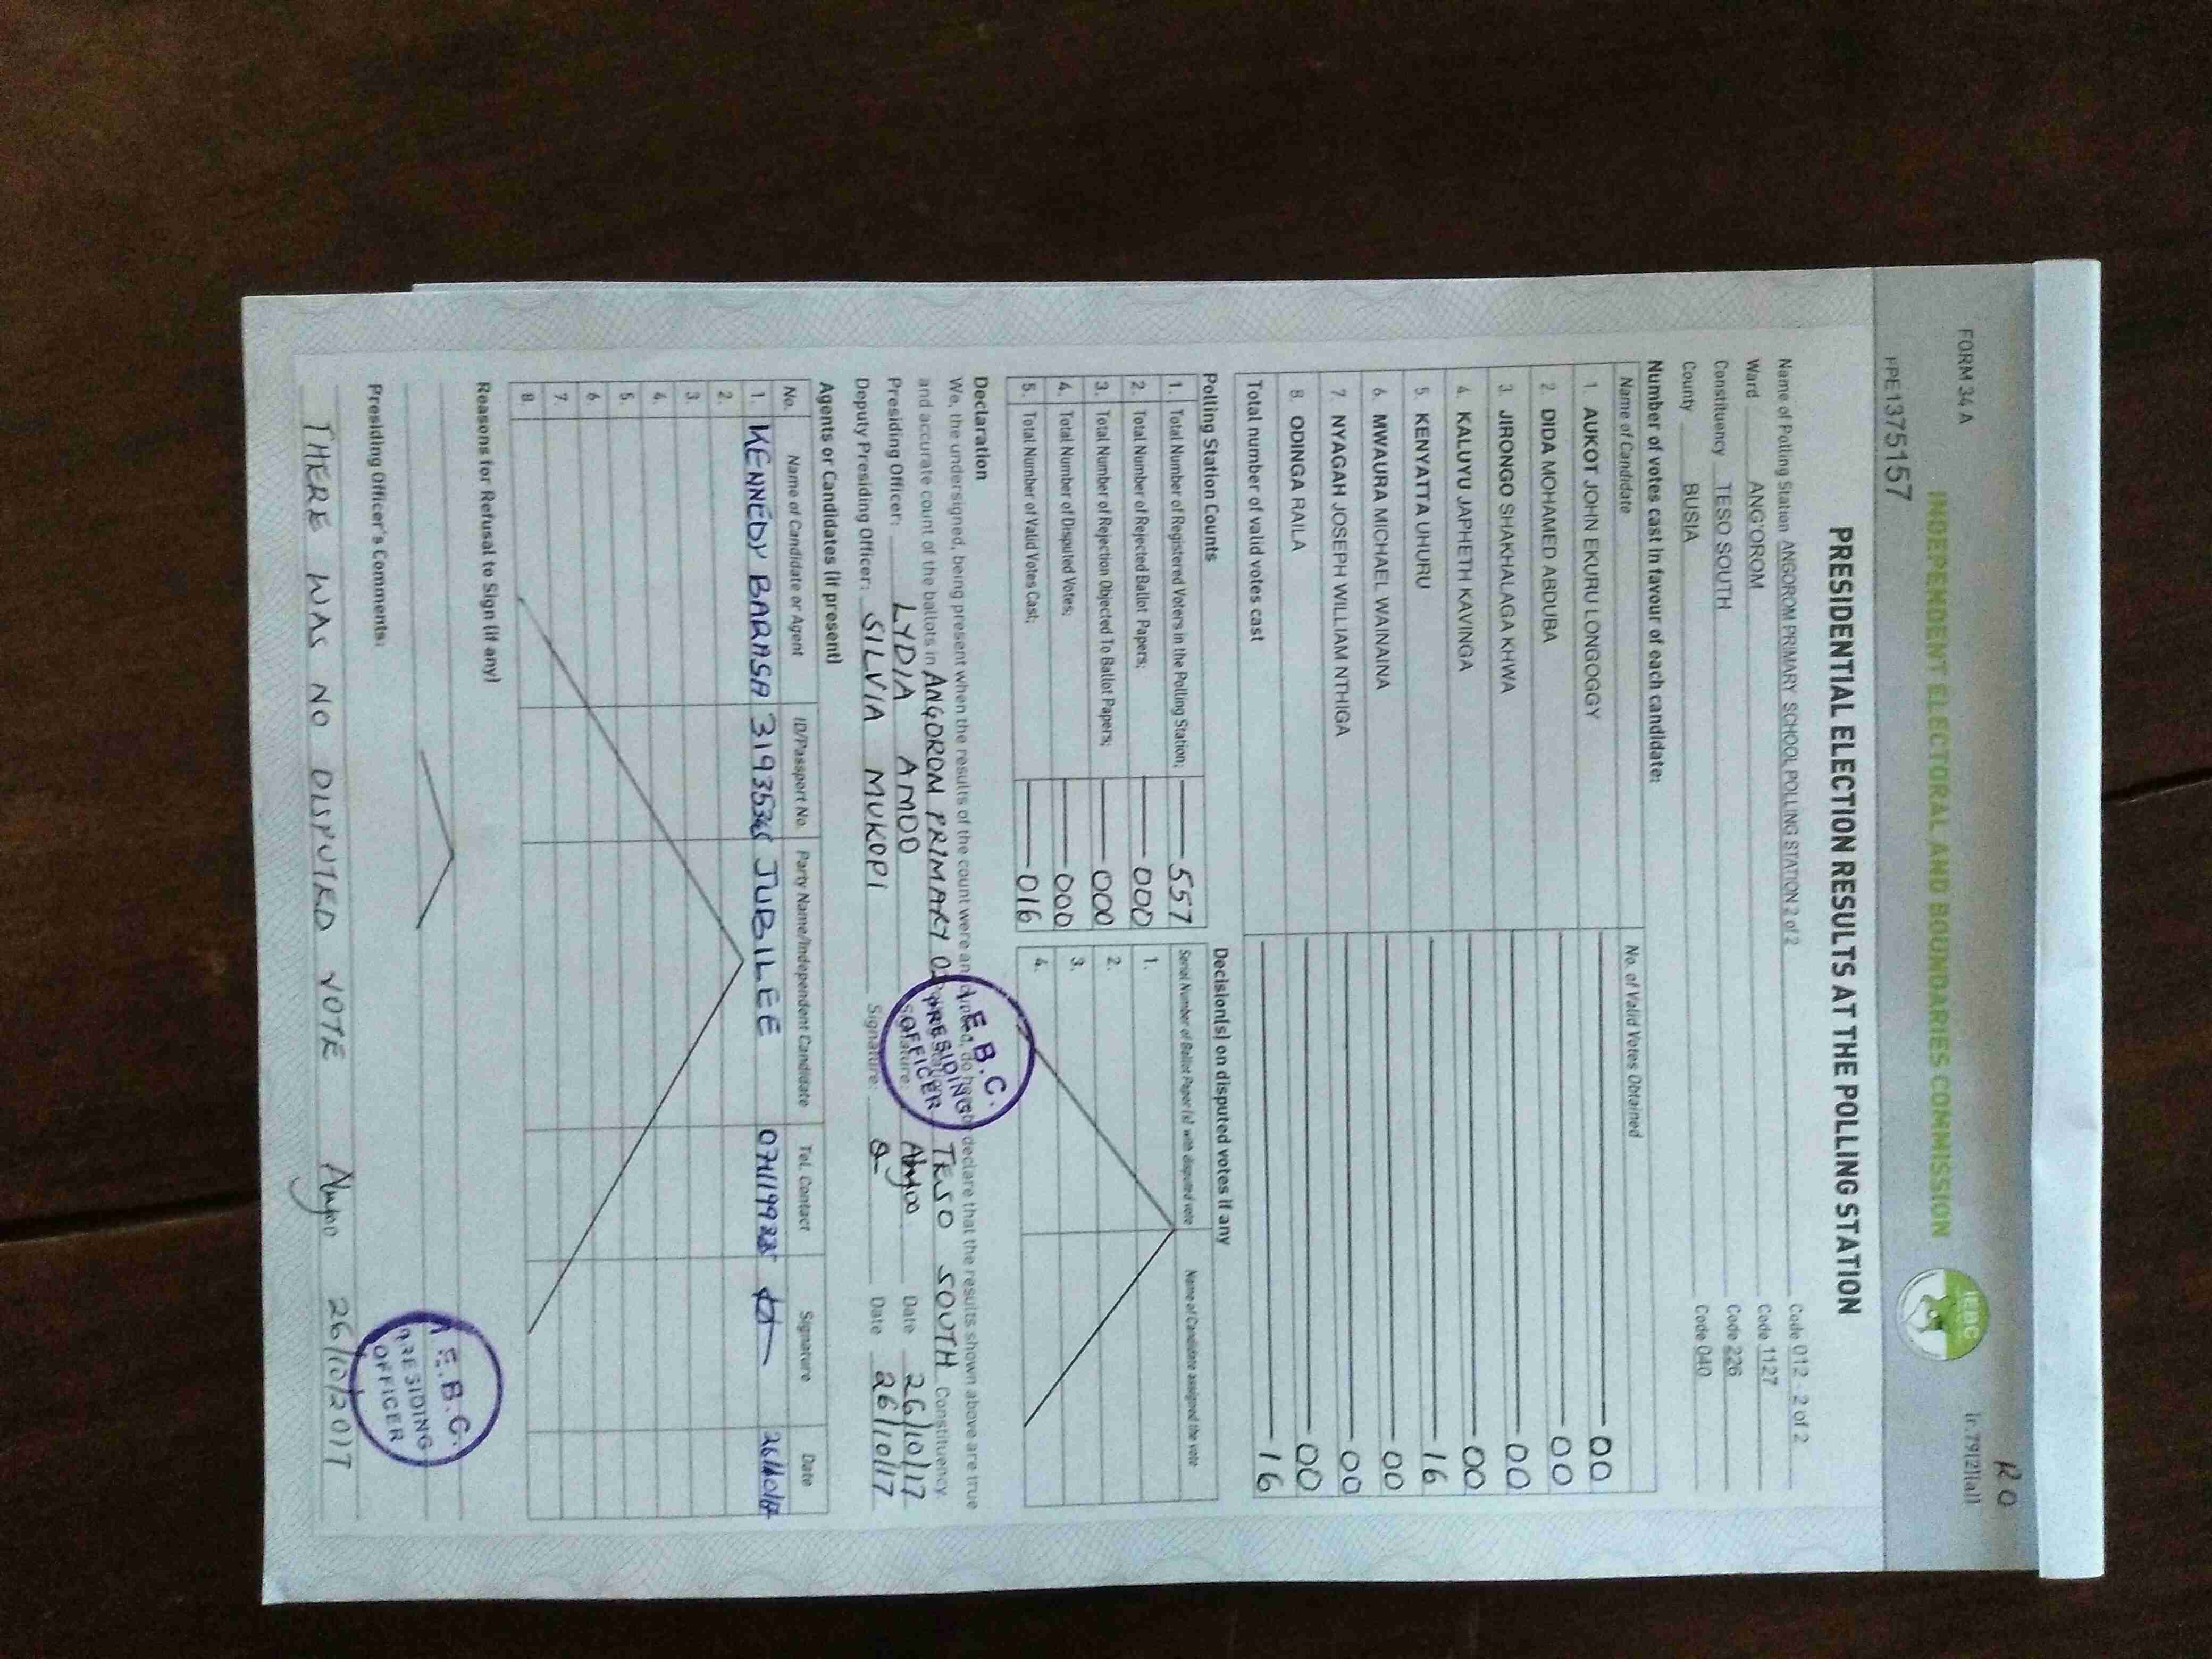 RO
FORM 34 A
[r.79(2)(a)]
INDEPENDENT ELECTORAL AND BOUNDARIES COMMISSION
IEBC
PPE1375157
PRESIDENTIAL ELECTION RESULTS AT THE POLLING STATION
Name of Polling Station ANGOROM PRIMARY SCHOOL POLLING STATION 2 of 2 Code 012 - 2 of 2
Ward ANG'OROM Code 1127
Constituency TESO SOUTH Code 226
County BUSIA Code 040
Number of votes cast in favour of each candidate:
Name of Candidate No. of Valid Votes Obtained
1. AUKOT JOHN EKURU LONGOGGY 00
2. DIDA MOHAMED ABDUBA 00
3. JIRONGO SHAKHALAGA KHWA 00
4. KALUYU JAPHETH KAVINGA 00
5. KENYATTA UHURU 16
6. MWAURA MICHAEL WAINAINA 00
7. NYAGAH JOSEPH WILLIAM NTHIGA 00
8. ODINGA RAILA 00
Total number of valid votes cast 16
Polling Station Counts
1. Total Number of Registered Voters in the Polling Station; 557
2. Total Number of Rejected Ballot Papers; 000
3. Total Number of Rejection Objected To Ballot Papers; 000
4. Total Number of Disputed Votes; 000
5. Total Number of Valid Votes Cast; 016
Decision(s) on disputed votes if any
Serial Number of Ballot Paper (s) with disputed vote Name of Candidate assigned the vote
1.
2.
3.
4.
Declaration
We, the undersigned, being present when the results of the count were announced, do hereby declare that the results shown above are true
and accurate count of the ballots in ANGOROM PRIMARY TESO SOUTH Constituency.
Presiding Officer: LYDIA AMOO Signature: Date 26/10/17
Deputy Presiding Officer: SILVIA MUKOPI Signature: Date 26/10/17
E.B.C.
PRESIDING
OFFICER
Agents or Candidates (if present)
No. Name of Candidate or Agent ID/Passport No. Party Name/Independent Candidate Tel. Contact Signature Date
1. KENNEDY BARASA JUBILEE
2.
3.
4.
5.
6.
7.
8.
Reasons for Refusal to Sign (if any)
Presiding Officer's Comments:
THERE WAS NO DISPUTED VOTE 26/10/2017
I.E.B.C.
PRESIDING
OFFICER